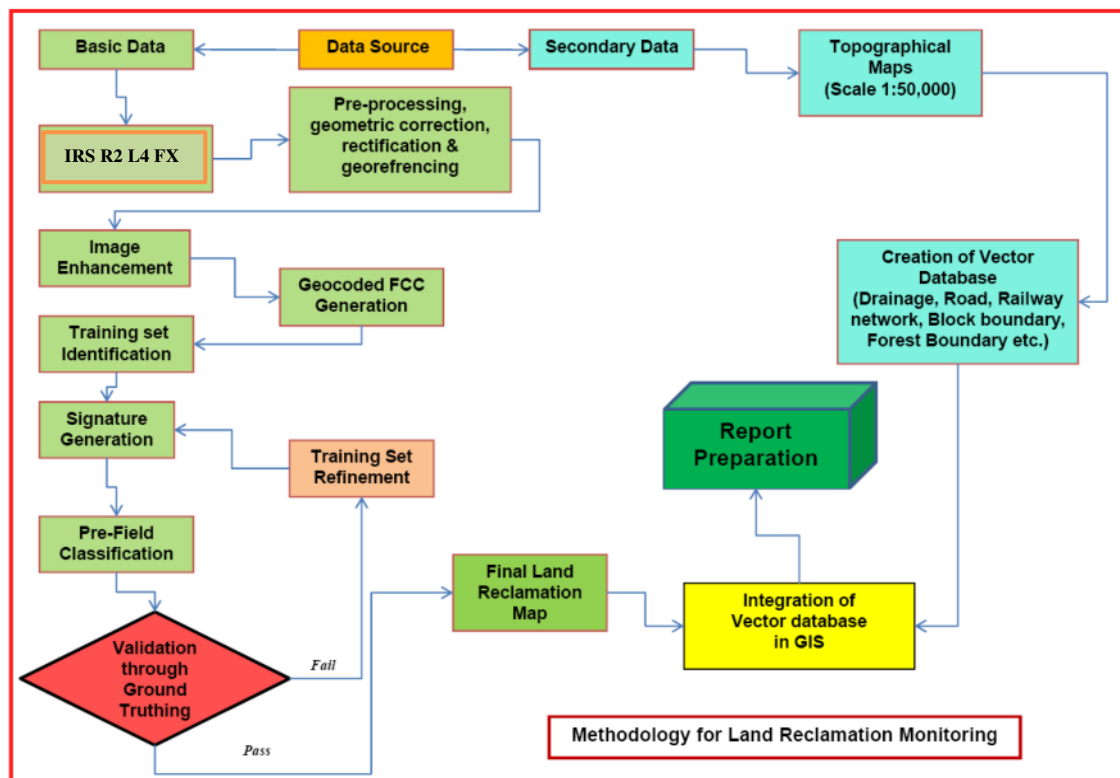 Basic Data
Data Source
Secondary Data
Topographical
Maps
(Scale 1:50,000)
IRS R2 L4 FX
Pre-processing,
geometric correction,
rectification &
georefrencing
Image
Enhancement
Geocoded FCC
Generation
Creation of Vector
Database
(Drainage, Road, Railway
network, Block boundary,
Forest Boundary etc.)
Training set
Identification
Signature
Generation
Training Set
Refinement
Report
Preparation
Pre-Field
Classification
Final Land
Reclamation
Map
Integration of
Vector database
in GIS
Validation
through
Ground
Truthing
Fail
Pass
Methodology for Land Reclamation Monitoring